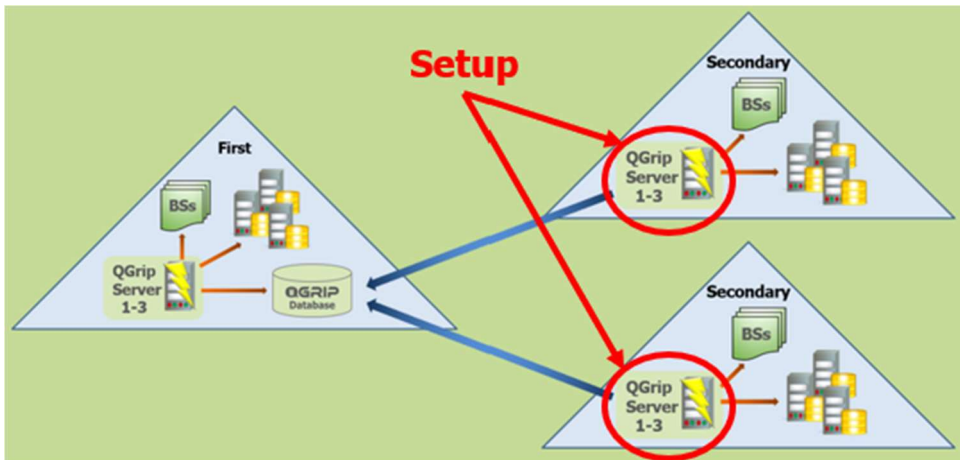 Setup
First
BSs
QGrip
Server
1-3
QGRIP
Database
Secondary
BSs
QGrip
Server
1-3
Secondary
BSs
QGrip
Server
1-3